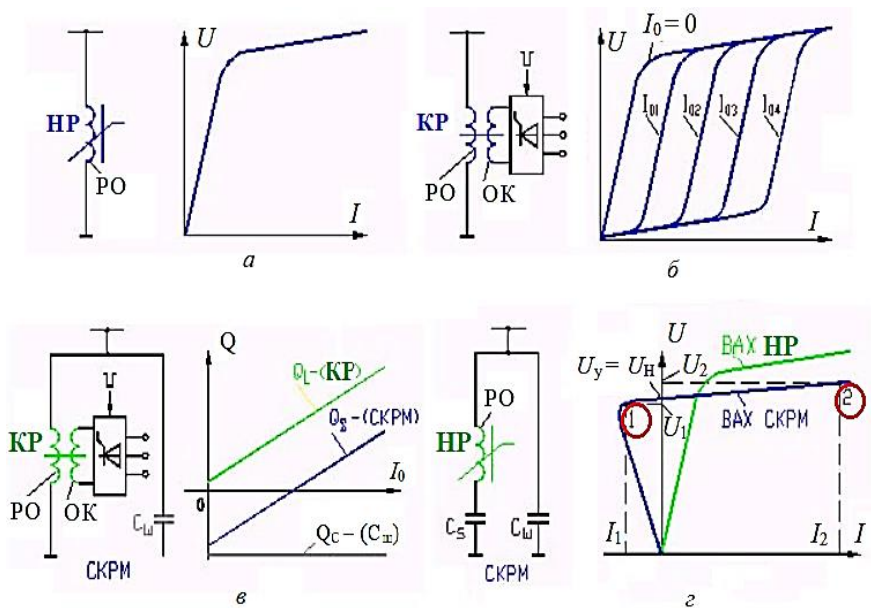 U
НР
РО
I
а
U
I₀ = 0
КР
РО
ОК
I₀₁
I₀₂
I₀₃
I₀₄
I
б
КР
РО
ОК
Cш
СКРМ
Q
QL–(КР)
QΣ–(СКРМ)
I₀
0
QC – (Cш)
в
РО
НР
Cs
Cш
СКРМ
U
ВАХ НР
Uу = UН
U₂
U₁
1
2
ВАХ СКРМ
I₁
I₂
I
г